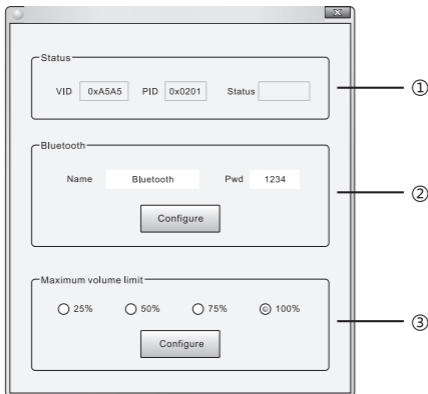 Status
VID 0xA5A5 PID 0x0201 Status
①
Bluetooth
Name Bluetooth Pwd 1234
②
Configure
Maximum volume limit
25% 50% 75% 100%
③
Configure